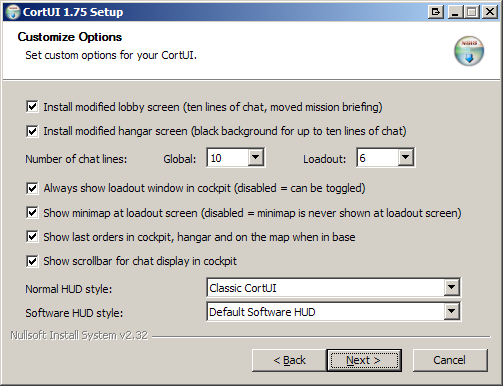 CortUI 1.75 Setup
Customize Options
Set custom options for your CortUI.
Install modified lobby screen (ten lines of chat, moved mission briefing)
Install modified hangar screen (black background for up to ten lines of chat)
Number of chat lines: Global: 10 Loadout: 6
Always show loadout window in cockpit (disabled = can be toggled)
Show minimap at loadout screen (disabled = minimap is never shown at loadout screen)
Show last orders in cockpit, hangar and on the map when in base
Show scrollbar for chat display in cockpit
Normal HUD style: Classic CortUI
Software HUD style: Default Software HUD
Nullsoft Install System v2.32
< Back Next > Cancel